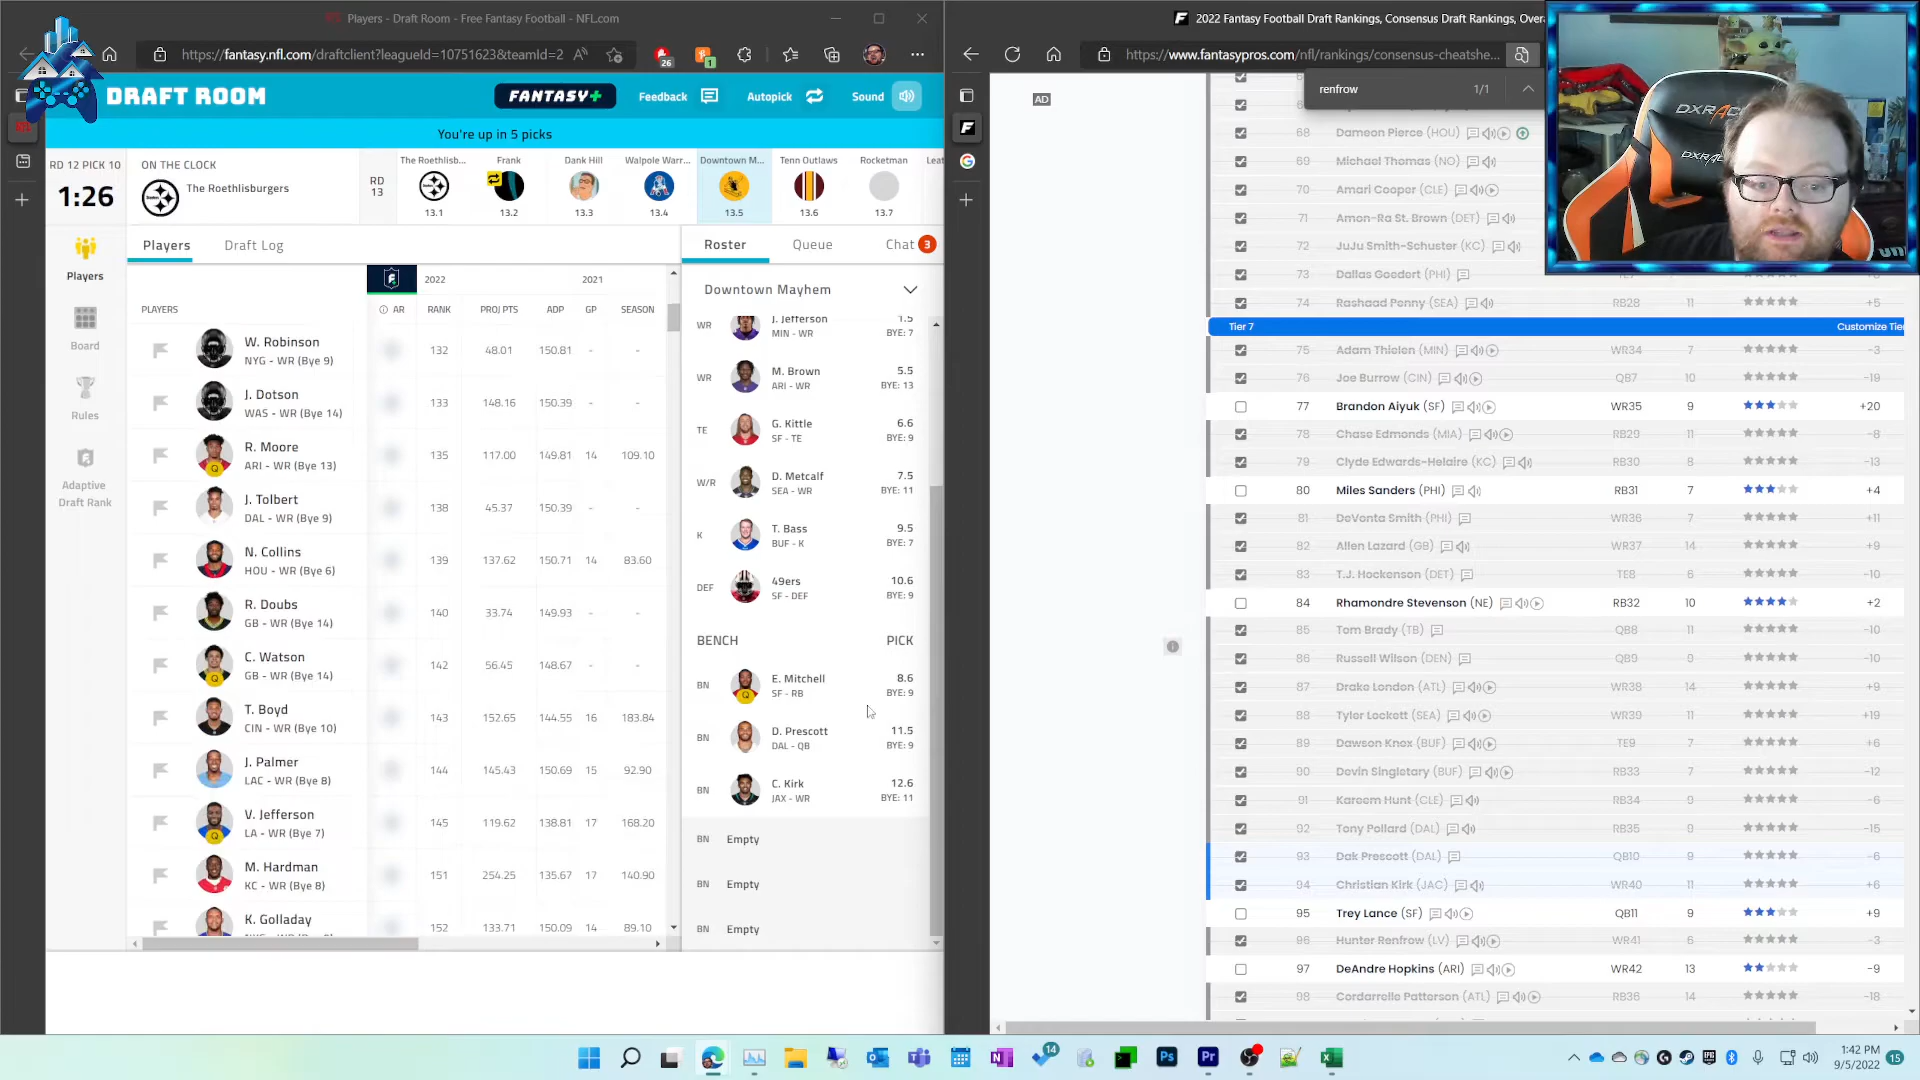 Players - Draft Room - Free Fantasy Football - NFL.com
https://fantasy.nfl.com/draftclient?leagueId=10751623&teamId=2
26
1
DRAFT ROOM
FANTASY+
Feedback
Autopick
Sound
You're up in 5 picks
RD 12 PICK 10
1:26
ON THE CLOCK
The Roethlisburgers
RD
13
The Roethlisb...
13.1
Frank
13.2
Dank Hill
13.3
Walpole Warr...
13.4
Downtown M...
13.5
Tenn Outlaws
13.6
Rocketman
13.7
Players
Board
Rules
Adaptive
Draft Rank
Players
Draft Log
2022
2021
PLAYERS AR RANK PROJ PTS ADP GP SEASON
W. Robinson
NYG - WR (Bye 9)
132 48.01 150.81 - -
J. Dotson
WAS - WR (Bye 14)
133 148.16 150.39 - -
R. Moore
ARI - WR (Bye 13)
135 117.00 149.81 14 109.10
J. Tolbert
DAL - WR (Bye 9)
138 45.37 150.39 - -
N. Collins
HOU - WR (Bye 6)
139 137.62 150.71 14 83.60
R. Doubs
GB - WR (Bye 14)
140 33.74 149.93 - -
C. Watson
GB - WR (Bye 14)
142 56.45 148.67 - -
T. Boyd
CIN - WR (Bye 10)
143 152.65 144.55 16 183.84
J. Palmer
LAC - WR (Bye 8)
144 145.43 150.69 15 92.90
V. Jefferson
LA - WR (Bye 7)
145 119.62 138.81 17 168.20
M. Hardman
KC - WR (Bye 8)
151 254.25 135.67 17 140.90
K. Golladay
152 133.71 150.09 14 89.10
Roster
Queue
Chat 3
Downtown Mayhem
WR J. Jefferson 1.5
MIN - WR BYE: 7
WR M. Brown 5.5
ARI - WR BYE: 13
TE G. Kittle 6.6
SF - TE BYE: 9
W/R D. Metcalf 7.5
SEA - WR BYE: 11
K T. Bass 9.5
BUF - K BYE: 7
DEF 49ers 10.6
SF - DEF BYE: 9
BENCH PICK
BN E. Mitchell 8.6
SF - RB BYE: 9
BN D. Prescott 11.5
DAL - QB BYE: 9
BN C. Kirk 12.6
JAX - WR BYE: 11
BN Empty
BN Empty
BN Empty
2022 Fantasy Football Draft Rankings, Consensus Draft Rankings, Over
https://www.fantasypros.com/nfl/rankings/consensus-cheatshe...
renfrow 1/1
AD
68 Dameon Pierce (HOU)
69 Michael Thomas (NO)
70 Amari Cooper (CLE)
71 Amon-Ra St. Brown (DET)
72 JuJu Smith-Schuster (KC)
73 Dallas Goedert (PHI)
74 Rashaad Penny (SEA) RB28 11 +5
Tier 7 Customize Tier
75 Adam Thielen (MIN) WR34 7 -3
76 Joe Burrow (CIN) QB7 10 -19
77 Brandon Aiyuk (SF) WR35 9 +20
78 Chase Edmonds (MIA) RB29 11 -8
79 Clyde Edwards-Helaire (KC) RB30 8 -13
80 Miles Sanders (PHI) RB31 7 +4
81 DeVonta Smith (PHI) WR36 7 +11
82 Allen Lazard (GB) WR37 14 +9
83 T.J. Hockenson (DET) TE8 6 -10
84 Rhamondre Stevenson (NE) RB32 10 +2
85 Tom Brady (TB) QB8 11 -10
86 Russell Wilson (DEN) QB9 9 -10
87 Drake London (ATL) WR38 14 +9
88 Tyler Lockett (SEA) WR39 11 +19
89 Dawson Knox (BUF) TE9 7 +6
90 Devin Singletary (BUF) RB33 7 -12
91 Kareem Hunt (CLE) RB34 9 -6
92 Tony Pollard (DAL) RB35 9 -15
93 Dak Prescott (DAL) QB10 9 -6
94 Christian Kirk (JAC) WR40 11 +6
95 Trey Lance (SF) QB11 9 +9
96 Hunter Renfrow (LV) WR41 6 -3
97 DeAndre Hopkins (ARI) WR42 13 -9
98 Cordarrelle Patterson (ATL) RB36 14 -18
14
1:42 PM
9/5/2022
15